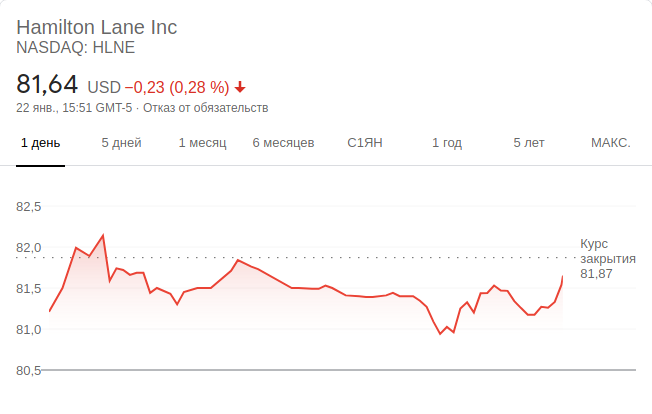 Hamilton Lane Inc
NASDAQ: HLNE
81,64 USD −0,23 (0,28 %)
22 янв., 15:51 GMT-5 · Отказ от обязательств
1 день 5 дней 1 месяц 6 месяцев С1ЯН 1 год 5 лет МАКС.
82,5
82,0
81,5
81,0
80,5
Курс
закрытия
81,87